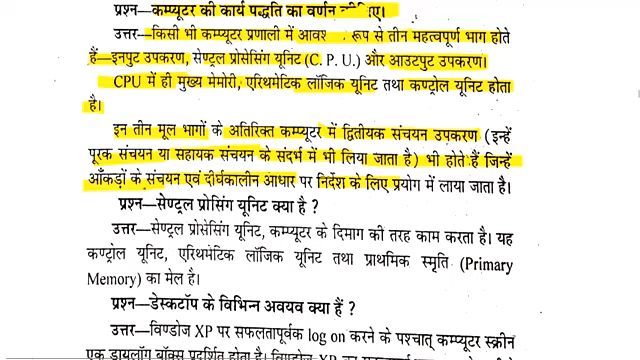 प्रश्न—कम्प्यूटर की कार्य पद्धति का वर्णन
उत्तर—किसी भी कम्प्यूटर प्रणाली में आवश रूप से तीन महत्वपूर्ण भाग होते
हैं—इनपुट उपकरण, सेण्ट्रल प्रोसेसिंग यूनिट (C. P. U.) और आउटपुट उपकरण।
CPU में ही मुख्य मेमोरी, एरिथमेटिक लॉजिक यूनिट तथा कण्ट्रोल यूनिट होता
है।
इन तीन मूल भागों के अतिरिक्त कम्प्यूटर में द्वितीयक संचयन उपकरण (इन्हें
पूरक संचयन या सहायक संचयन के संदर्भ में भी लिया जाता है) भी होते हैं जिन्हें
आँकड़ों के संचयन एवं दीर्घकालीन आधार पर निर्देश के लिए प्रयोग में लाया जाता है।
प्रश्न—सेण्ट्रल प्रोसिंग यूनिट क्या है ?
उत्तर—सेण्ट्रल प्रोसेसिंग यूनिट, कम्प्यूटर के दिमाग की तरह काम करता है। यह
कण्ट्रोल यूनिट, एरिथमेटिक लॉजिक यूनिट तथा प्राथमिक स्मृति (Primary
Memory) का मेल है।
प्रश्न—डेस्कटॉप के विभिन्न अवयव क्या हैं ?
उत्तर—विण्डोज XP पर सफलतापूर्वक log on करने के पश्चात् कम्प्यूटर स्क्रीन
एक डायलॉग बॉक्स प्रदर्शित होता है। विण्डोज XP का